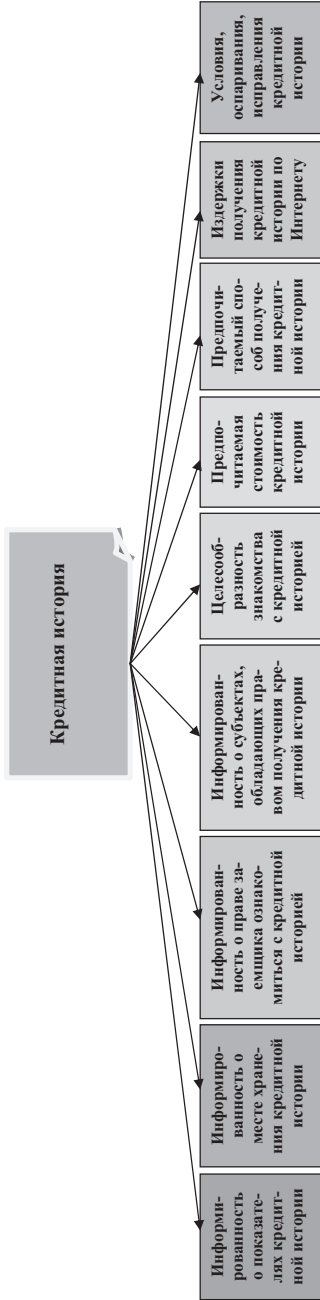 Кредитная история
Информи-
рованность
о показате-
лях кредит-
ной истории
Информиро-
ванность о
месте хране-
ния кредитной
истории
Информирован-
ность о праве за-
емщика ознако-
миться с кредитной
историей
Информирован-
ность о субъектах,
обладающих пра-
вом получения кре-
дитной истории
Целесооб-
разность
знакомства
с кредитной
историей
Предпо-
читаемая
стоимость
кредитной
истории
Предпочи-
таемый спо-
соб получе-
ния кредит-
ной истории
Издержки
получения
кредитной
истории по
Интернету
Условия,
оспаривания,
исправления
кредитной
истории